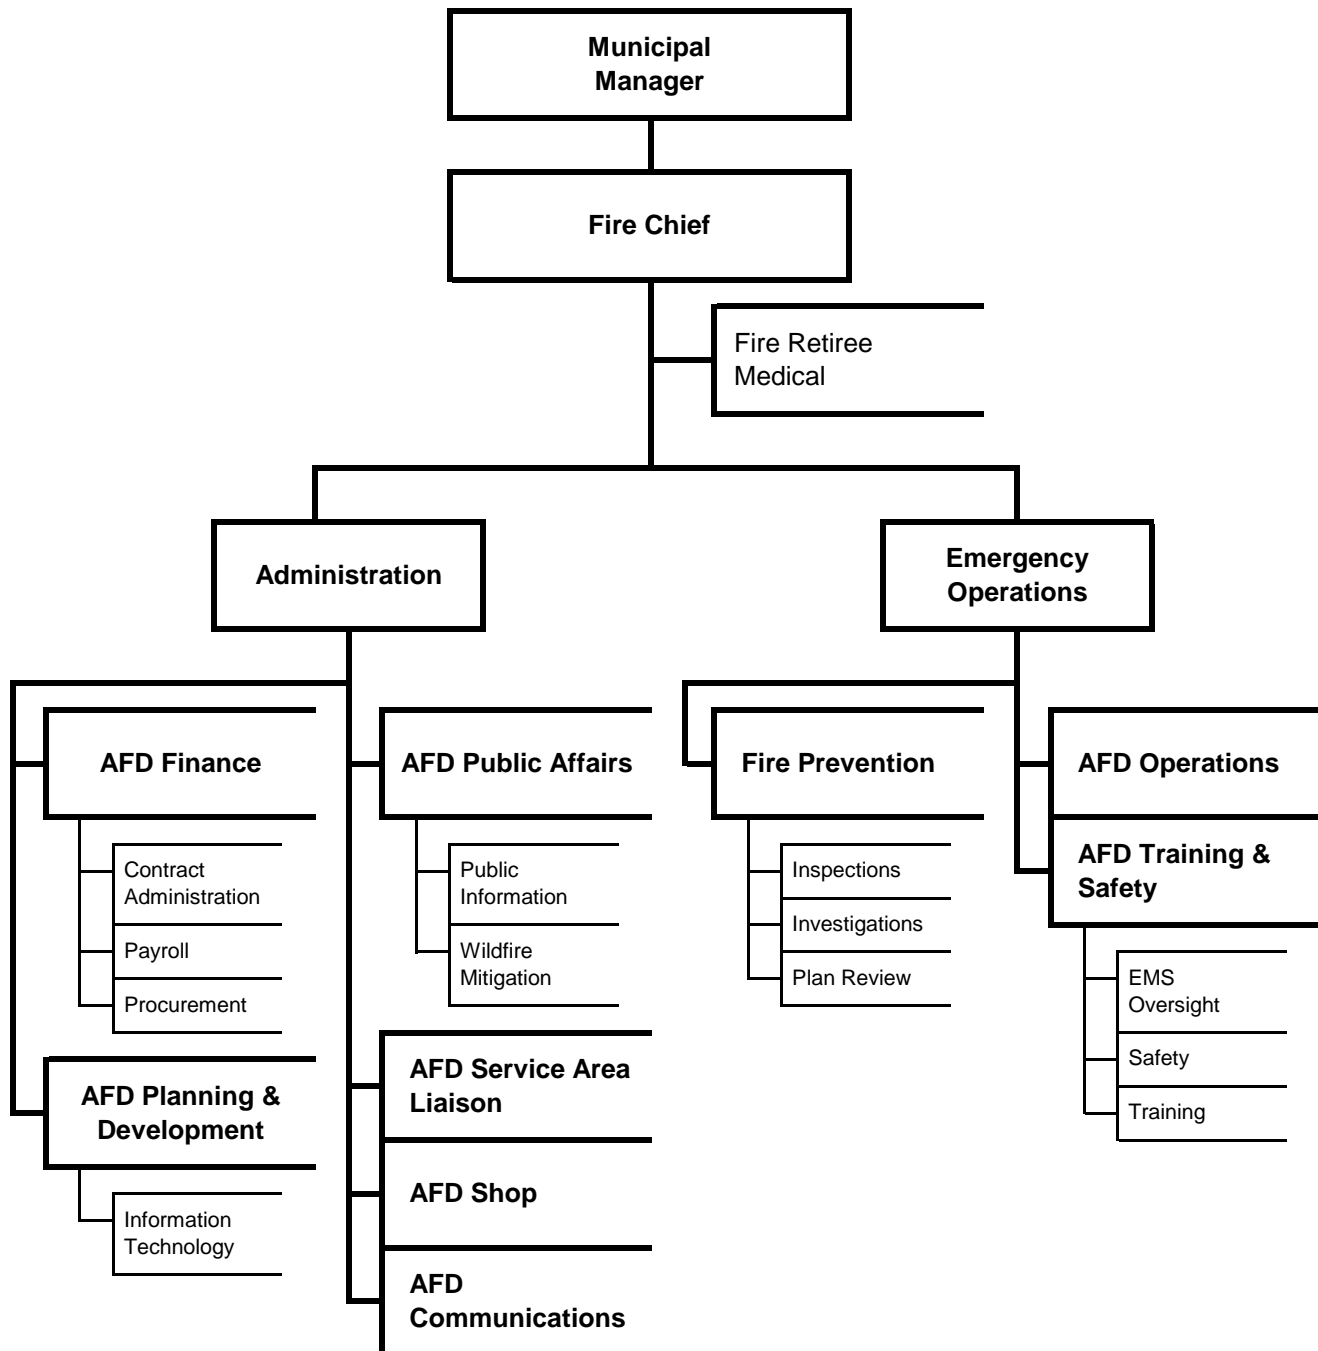 Municipal
Manager
Fire Chief
Fire Retiree
Medical
Administration
Emergency
Operations
AFD Finance
Contract
Administration
Payroll
Procurement
AFD Planning &
Development
Information
Technology
AFD Public Affairs
Public
Information
Wildfire
Mitigation
AFD Service Area
Liaison
AFD Shop
AFD
Communications
Fire Prevention
Inspections
Investigations
Plan Review
AFD Operations
AFD Training &
Safety
EMS
Oversight
Safety
Training